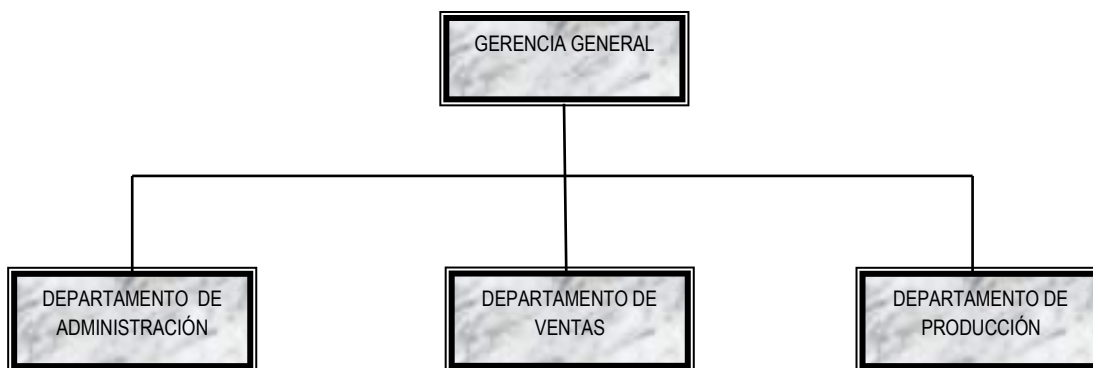 GERENCIA GENERAL
DEPARTAMENTO DE
ADMINISTRACIÓN
DEPARTAMENTO DE
VENTAS
DEPARTAMENTO DE
PRODUCCIÓN